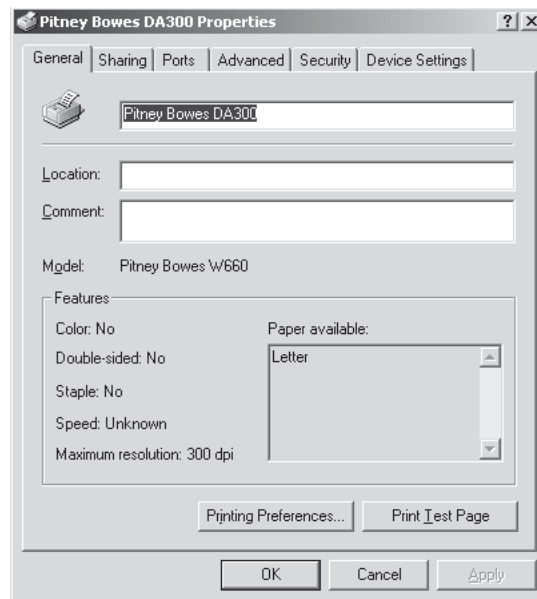 Pitney Bowes DA300 Properties
General Sharing Ports Advanced Security Device Settings
Pitney Bowes DA300
Location:
Comment:
Model: Pitney Bowes W660
Features
Color: No
Double-sided: No
Staple: No
Speed: Unknown
Maximum resolution: 300 dpi
Paper available:
Letter
Printing Preferences... Print Test Page
OK Cancel Apply